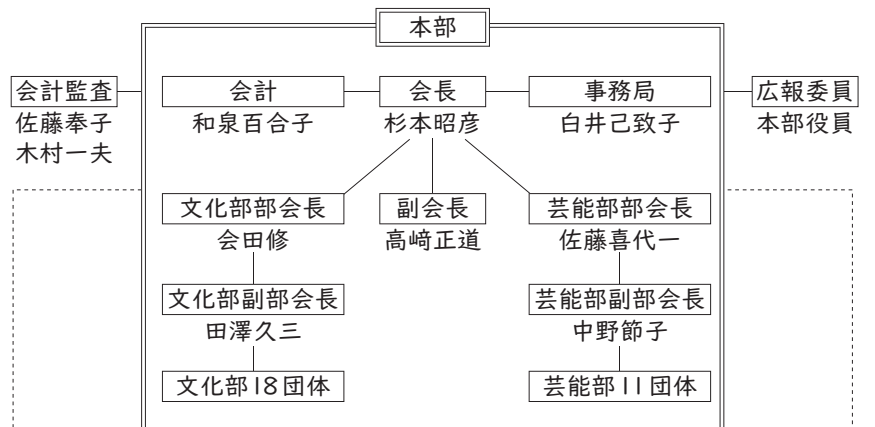 本部
会計監査
佐藤奉子
木村一夫
会計
和泉百合子
会長
杉本昭彦
事務局
白井己致子
広報委員
本部役員
文化部部会長
会田修
副会長
高﨑正道
芸能部部会長
佐藤喜代一
文化部副部会長
田澤久三
芸能部副部会長
中野節子
文化部18団体
芸能部11団体